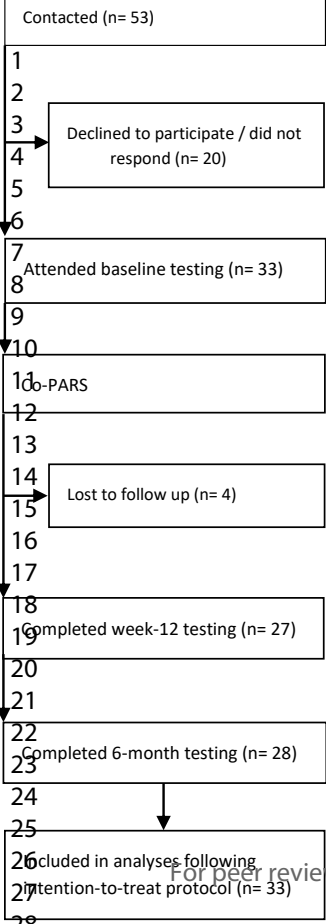 Contacted (n= 53)
1
2
3
Declined to participate / did not
4
respond (n= 20)
5
6
7
Attended baseline testing (n= 33)
8
9
10
11
Co-PARS
12
13
14
Lost to follow up (n= 4)
15
16
17
18
Completed week-12 testing (n= 27)
19
20
21
22
Completed 6-month testing (n= 28)
23
24
25
26
Included in analyses following
For peer revie
27
intention-to-treat protocol (n= 33)
28